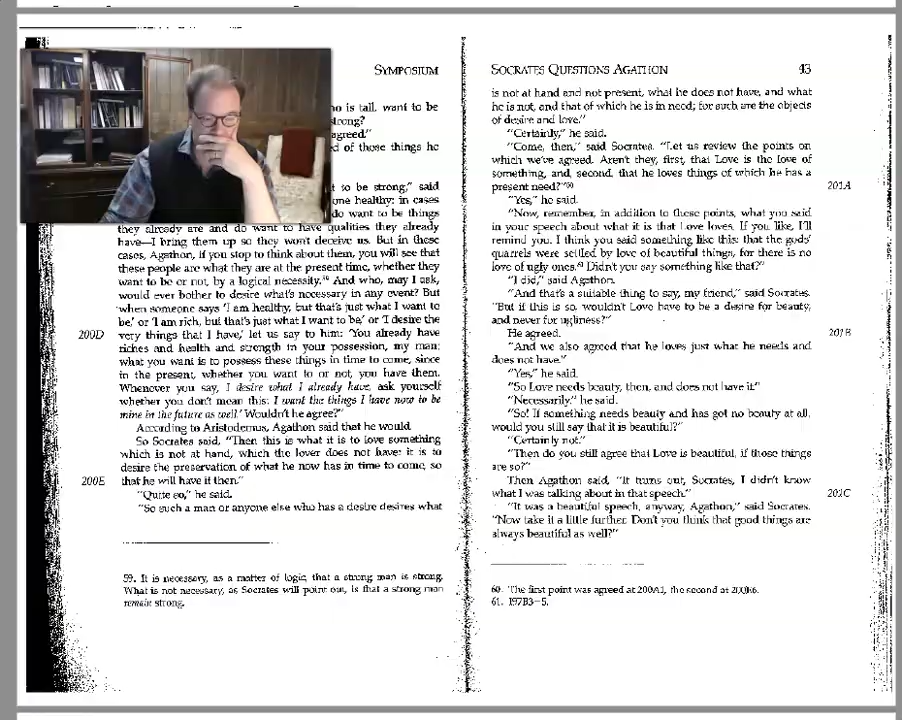 SYMPOSIUM
ho is tall, want to be
strong?
agreed."
d of those things he
t to be strong," said
one healthy: in cases
do want to be things
they already are and do want to have qualities they already
have—I bring them up so they won't deceive us. But in these
cases, Agathon, if you stop to think about them, you will see that
these people are what they are at the present time, whether they
want to be or not, by a logical necessity.59 And who, may I ask,
would ever bother to desire what's necessary in any event? But
when someone says 'I am healthy, but that's just what I want to
be,' or 'I am rich, but that's just what I want to be,' or 'I desire the
200D very things that I have,' let us say to him: 'You already have
riches and health and strength in your possession, my man;
what you want is to possess these things in time to come, since
in the present, whether you want to or not, you have them.
Whenever you say, I desire what I already have, ask yourself
whether you don't mean this: I want the things I have now to be
mine in the future as well.' Wouldn't he agree?"
According to Aristodemus, Agathon said that he would.
So Socrates said, "Then this is what it is to love something
which is not at hand, which the lover does not have: it is to
desire the preservation of what he now has in time to come, so
200E that he will have it then."
"Quite so," he said.
"So such a man or anyone else who has a desire desires what
59. It is necessary, as a matter of logic, that a strong man is strong.
What is not necessary, as Socrates will point out, is that a strong man
remain strong.
SOCRATES QUESTIONS AGATHON 43
is not at hand and not present, what he does not have, and what
he is not, and that of which he is in need; for such are the objects
of desire and love."
"Certainly," he said.
"Come, then," said Socrates. "Let us review the points on
which we've agreed. Aren't they, first, that Love is the love of
something, and, second, that he loves things of which he has a
present need?"60 201A
"Yes," he said.
"Now, remember, in addition to these points, what you said
in your speech about what it is that Love loves. If you like, I'll
remind you. I think you said something like this: that the gods'
quarrels were settled by love of beautiful things, for there is no
love of ugly ones.61 Didn't you say something like that?"
"I did," said Agathon.
"And that's a suitable thing to say, my friend," said Socrates.
"But if this is so, wouldn't Love have to be a desire for beauty,
and never for ugliness?"
He agreed. 201B
"And we also agreed that he loves just what he needs and
does not have."
"Yes," he said.
"So Love needs beauty, then, and does not have it."
"Necessarily," he said.
"So! If something needs beauty and has got no beauty at all,
would you still say that it is beautiful?"
"Certainly not."
"Then do you still agree that Love is beautiful, if those things
are so?"
Then Agathon said, "It turns out, Socrates, I didn't know
what I was talking about in that speech." 201C
"It was a beautiful speech, anyway, Agathon," said Socrates.
"Now take it a little further. Don't you think that good things are
always beautiful as well?"
60. The first point was agreed at 200A1, the second at 200E6.
61. 197B3–5.